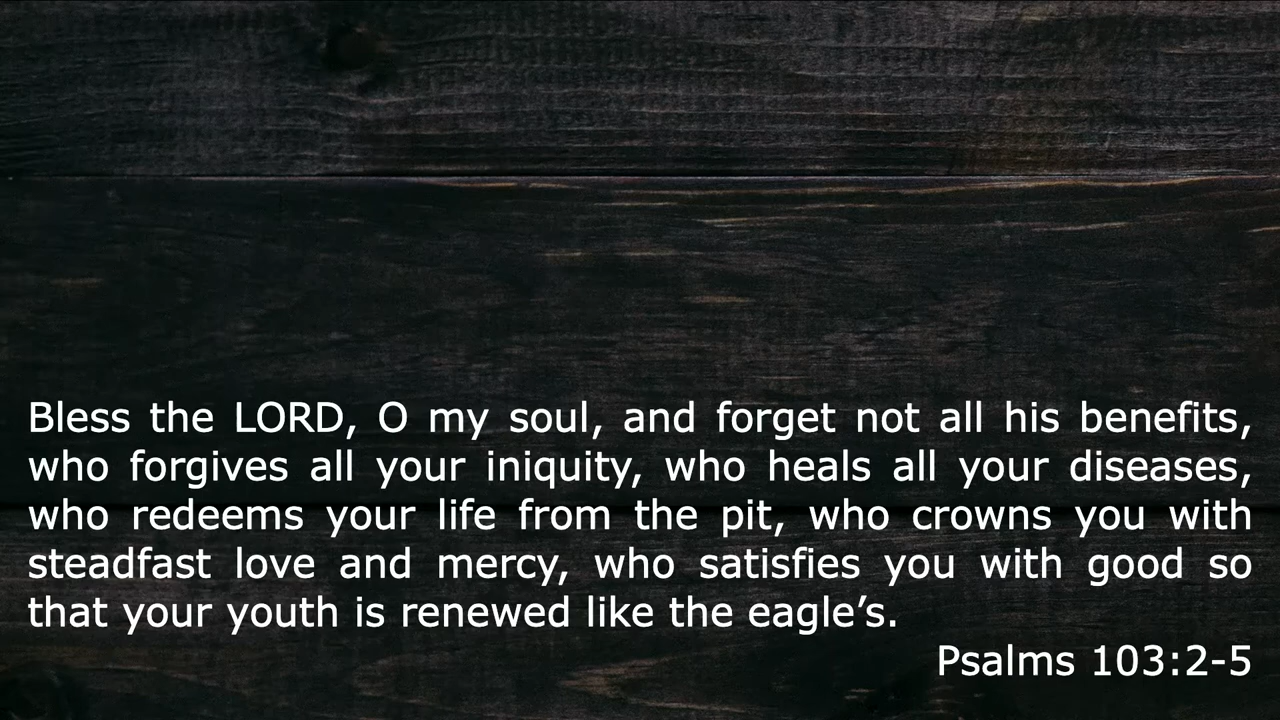 Bless the LORD, O my soul, and forget not all his benefits,
who forgives all your iniquity, who heals all your diseases,
who redeems your life from the pit, who crowns you with
steadfast love and mercy, who satisfies you with good so
that your youth is renewed like the eagle’s.
Psalms 103:2-5